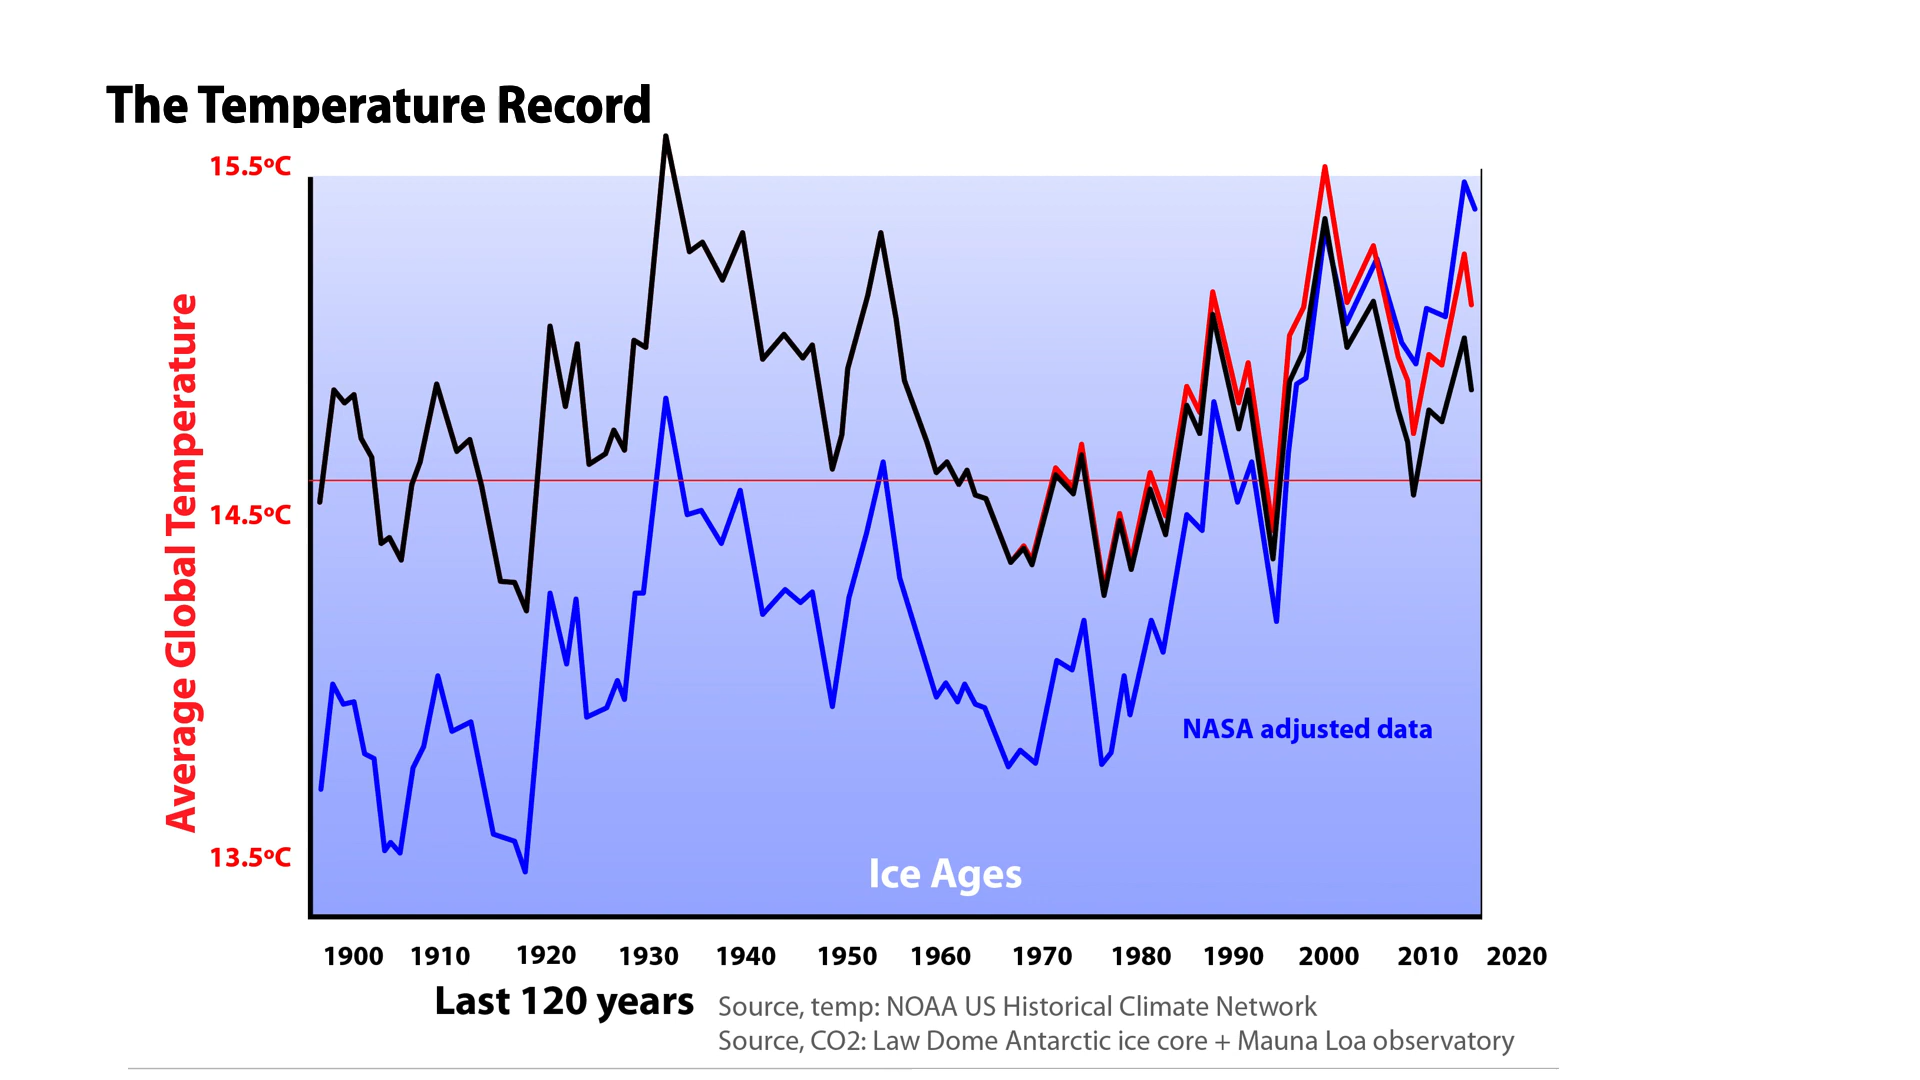 The Temperature Record
15.5ºC
14.5ºC
13.5ºC
Average Global Temperature
NASA adjusted data
Ice Ages
1900 1910 1920 1930 1940 1950 1960 1970 1980 1990 2000 2010 2020
Last 120 years
Source, temp: NOAA US Historical Climate Network
Source, CO2: Law Dome Antarctic ice core + Mauna Loa observatory